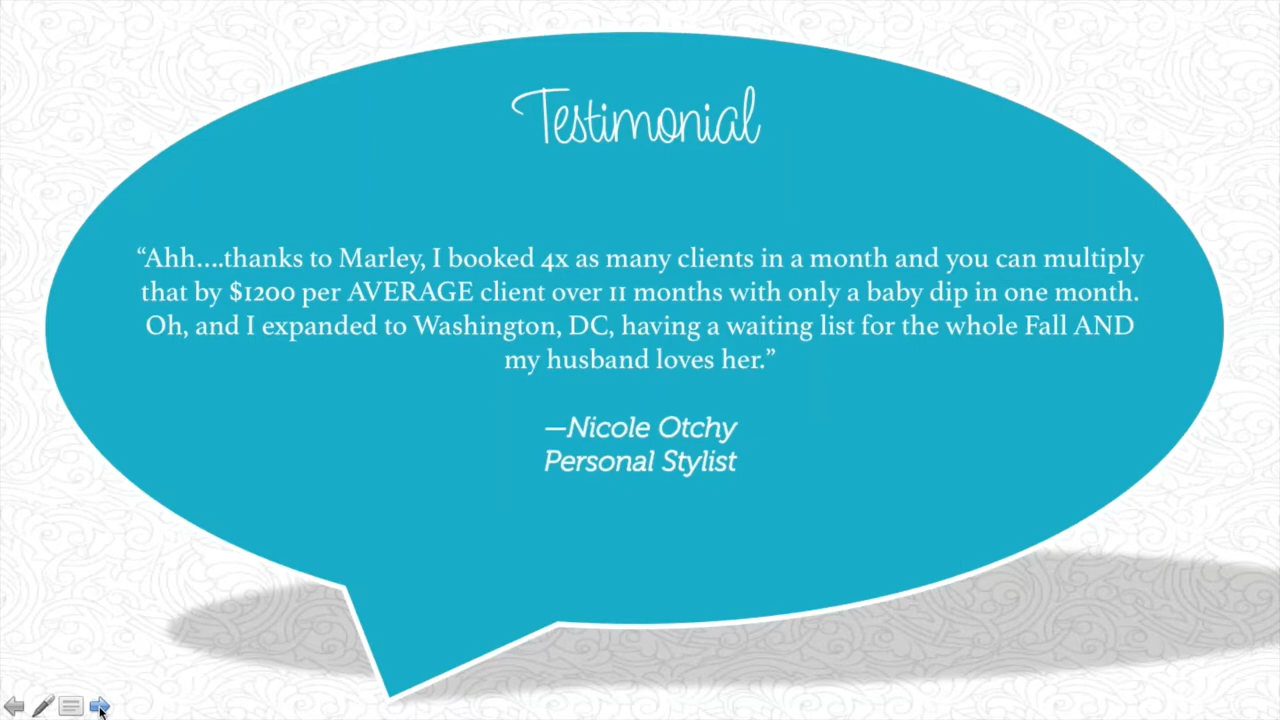 Testimonial
“Ahh....thanks to Marley, I booked 4x as many clients in a month and you can multiply
that by $1200 per AVERAGE client over 11 months with only a baby dip in one month.
Oh, and I expanded to Washington, DC, having a waiting list for the whole Fall AND
my husband loves her.”
—Nicole Otchy
Personal Stylist